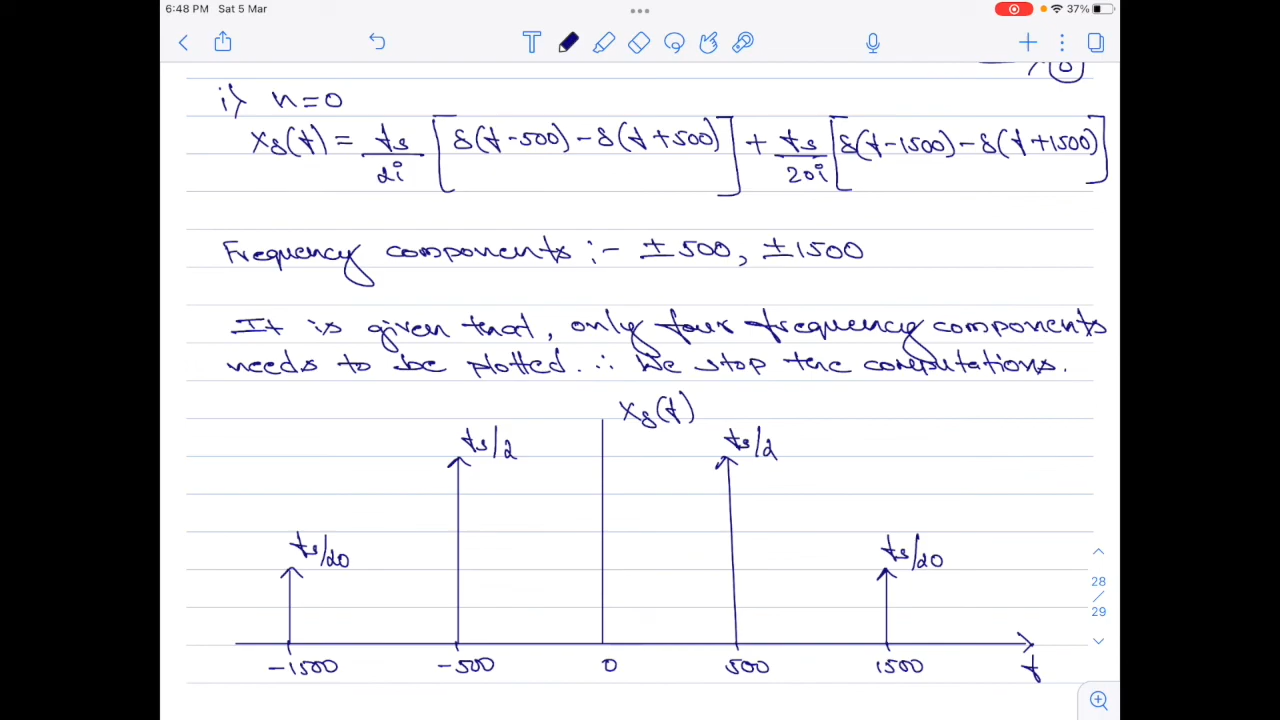 6:48 PM Sat 5 Mar
37%
i) n=0
Xδ(f) = fs/2i [δ(f-500) - δ(f+500)] + fs/20i [δ(f-1500) - δ(f+1500)]
Frequency components :- ±500, ±1500
It is given that, only four frequency components
needs to be plotted. ∴ We stop the computations.
Xδ(f)
fs/2 fs/2
fs/20 fs/20
-1500 -500 0 500 1500 f
28
29